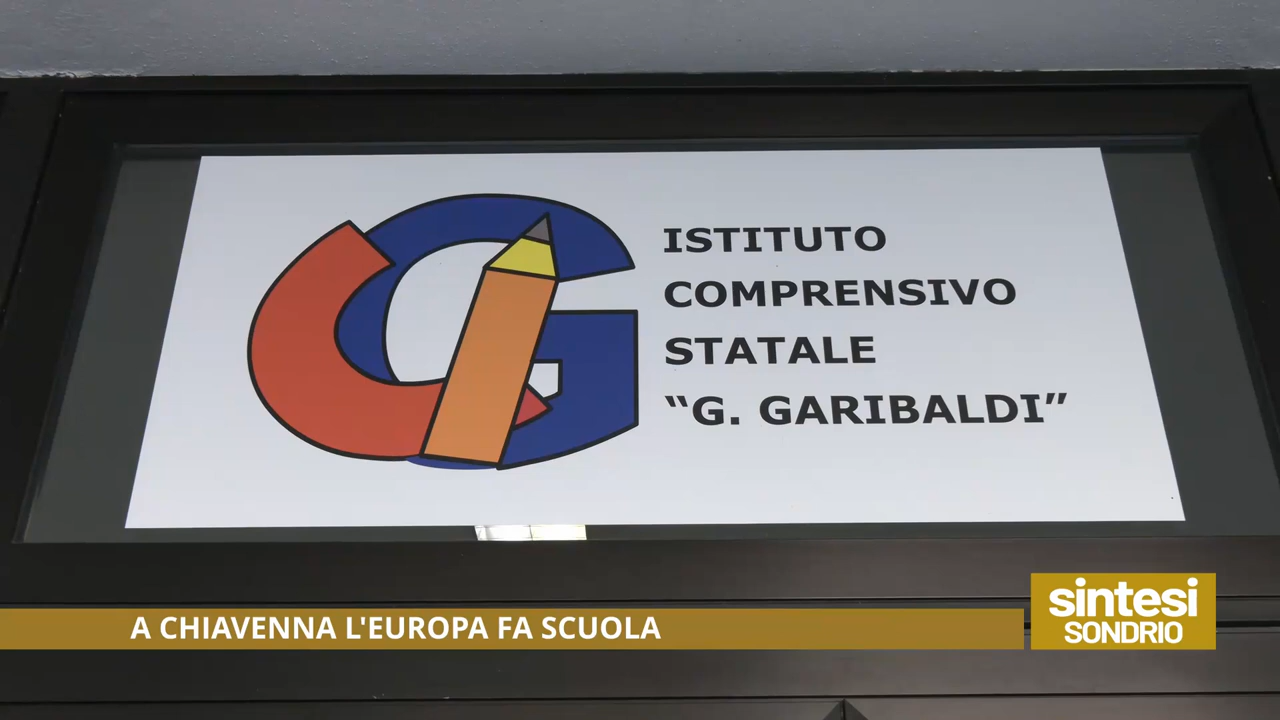 ISTITUTO
COMPRENSIVO
STATALE
“G. GARIBALDI”
A CHIAVENNA L'EUROPA FA SCUOLA
sintesi
SONDRIO